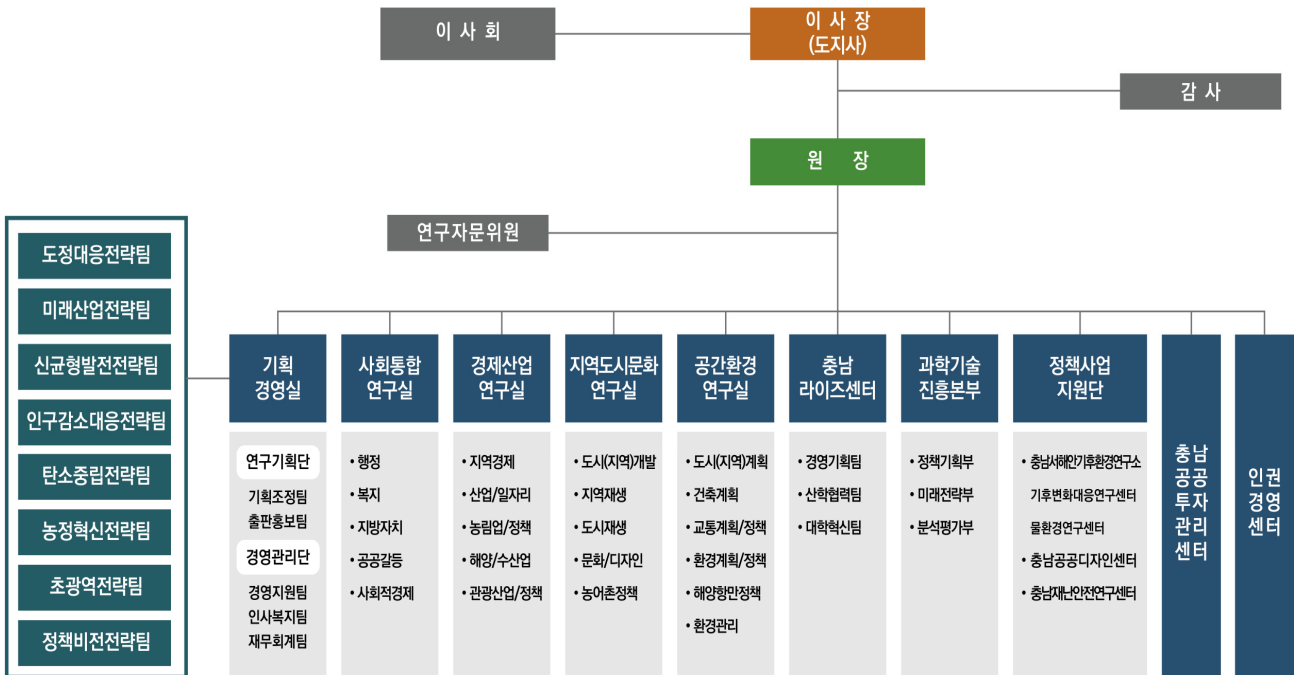 이 사 회
이 사 장
(도지사)
감 사
원 장
연구자문위원
도정대응전략팀
미래산업전략팀
신균형발전전략팀
인구감소대응전략팀
탄소중립전략팀
농정혁신전략팀
초광역전략팀
정책비전전략팀
기획
경영실
연구기획단
기획조정팀
출판홍보팀
경영관리단
경영지원팀
인사복지팀
재무회계팀
사회통합
연구실
• 행정
• 복지
• 지방자치
• 공공갈등
• 사회적경제
경제산업
연구실
• 지역경제
• 산업/일자리
• 농림업/정책
• 해양/수산업
• 관광산업/정책
지역도시문화
연구실
• 도시(지역)개발
• 지역재생
• 도시재생
• 문화/디자인
• 농어촌정책
공간환경
연구실
• 도시(지역)계획
• 건축계획
• 교통계획/정책
• 환경계획/정책
• 해양항만정책
• 환경관리
충남
라이즈센터
• 경영기획팀
• 산학협력팀
• 대학혁신팀
과학기술
진흥본부
• 정책기획부
• 미래전략부
• 분석평가부
정책사업
지원단
• 충남서해안기후환경연구소
기후변화대응연구센터
물환경연구센터
• 충남공공디자인센터
• 충남재난안전연구센터
충남
공공
투자
관리
센터
인권
경영
센터